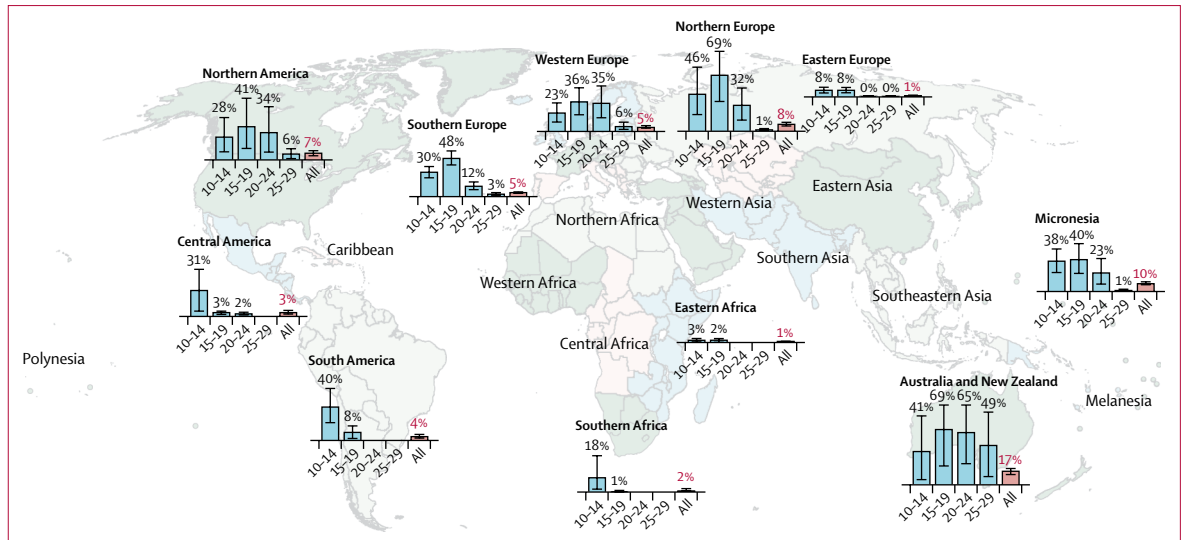 Northern Europe
69%
46%
32%
1%
8%
10–14
15–19
20–24
25–29
All
Western Europe
23%
36%
35%
6%
5%
10–14
15–19
20–24
25–29
All
Eastern Europe
8%
8%
0%
0%
1%
10–14
15–19
20–24
25–29
All
Northern America
28%
41%
34%
6%
7%
10–14
15–19
20–24
25–29
All
Southern Europe
30%
48%
12%
3%
5%
10–14
15–19
20–24
25–29
All
Eastern Asia
Western Asia
Northern Africa
Caribbean
Southern Asia
Western Africa
Southeastern Asia
Micronesia
38%
40%
23%
1%
10%
10–14
15–19
20–24
25–29
All
Central America
31%
3%
2%
3%
10–14
15–19
20–24
25–29
All
Eastern Africa
3%
2%
1%
10–14
15–19
20–24
25–29
All
Central Africa
Polynesia
South America
40%
8%
4%
10–14
15–19
20–24
25–29
All
Australia and New Zealand
41%
69%
65%
49%
17%
10–14
15–19
20–24
25–29
All
Melanesia
Southern Africa
18%
1%
2%
10–14
15–19
20–24
25–29
All